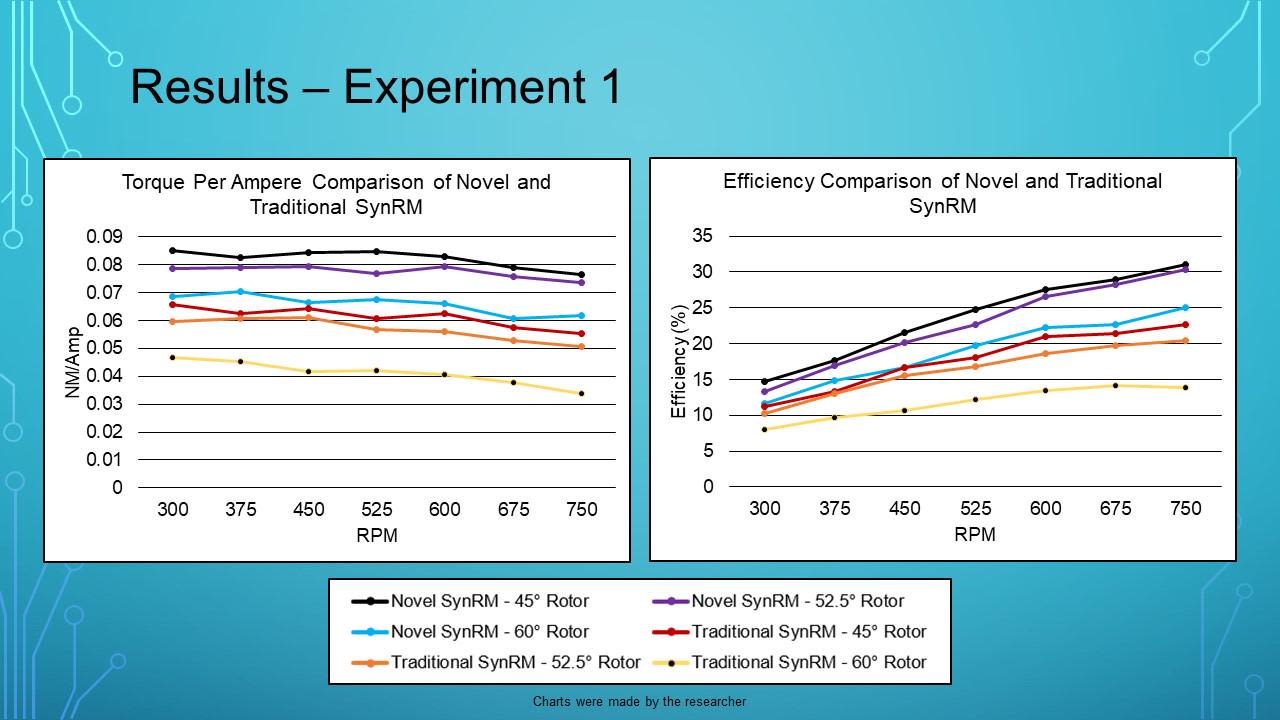 Results – Experiment 1
Torque Per Ampere Comparison of Novel and
Traditional SynRM
0.09
0.08
0.07
0.06
0.05
0.04
0.03
0.02
0.01
0
NM/Amp
300 375 450 525 600 675 750
RPM
Efficiency Comparison of Novel and Traditional
SynRM
35
30
25
20
15
10
5
0
Efficiency (%)
300 375 450 525 600 675 750
RPM
Novel SynRM - 45° Rotor
Novel SynRM - 52.5° Rotor
Novel SynRM - 60° Rotor
Traditional SynRM - 45° Rotor
Traditional SynRM - 52.5° Rotor
Traditional SynRM - 60° Rotor
Charts were made by the researcher